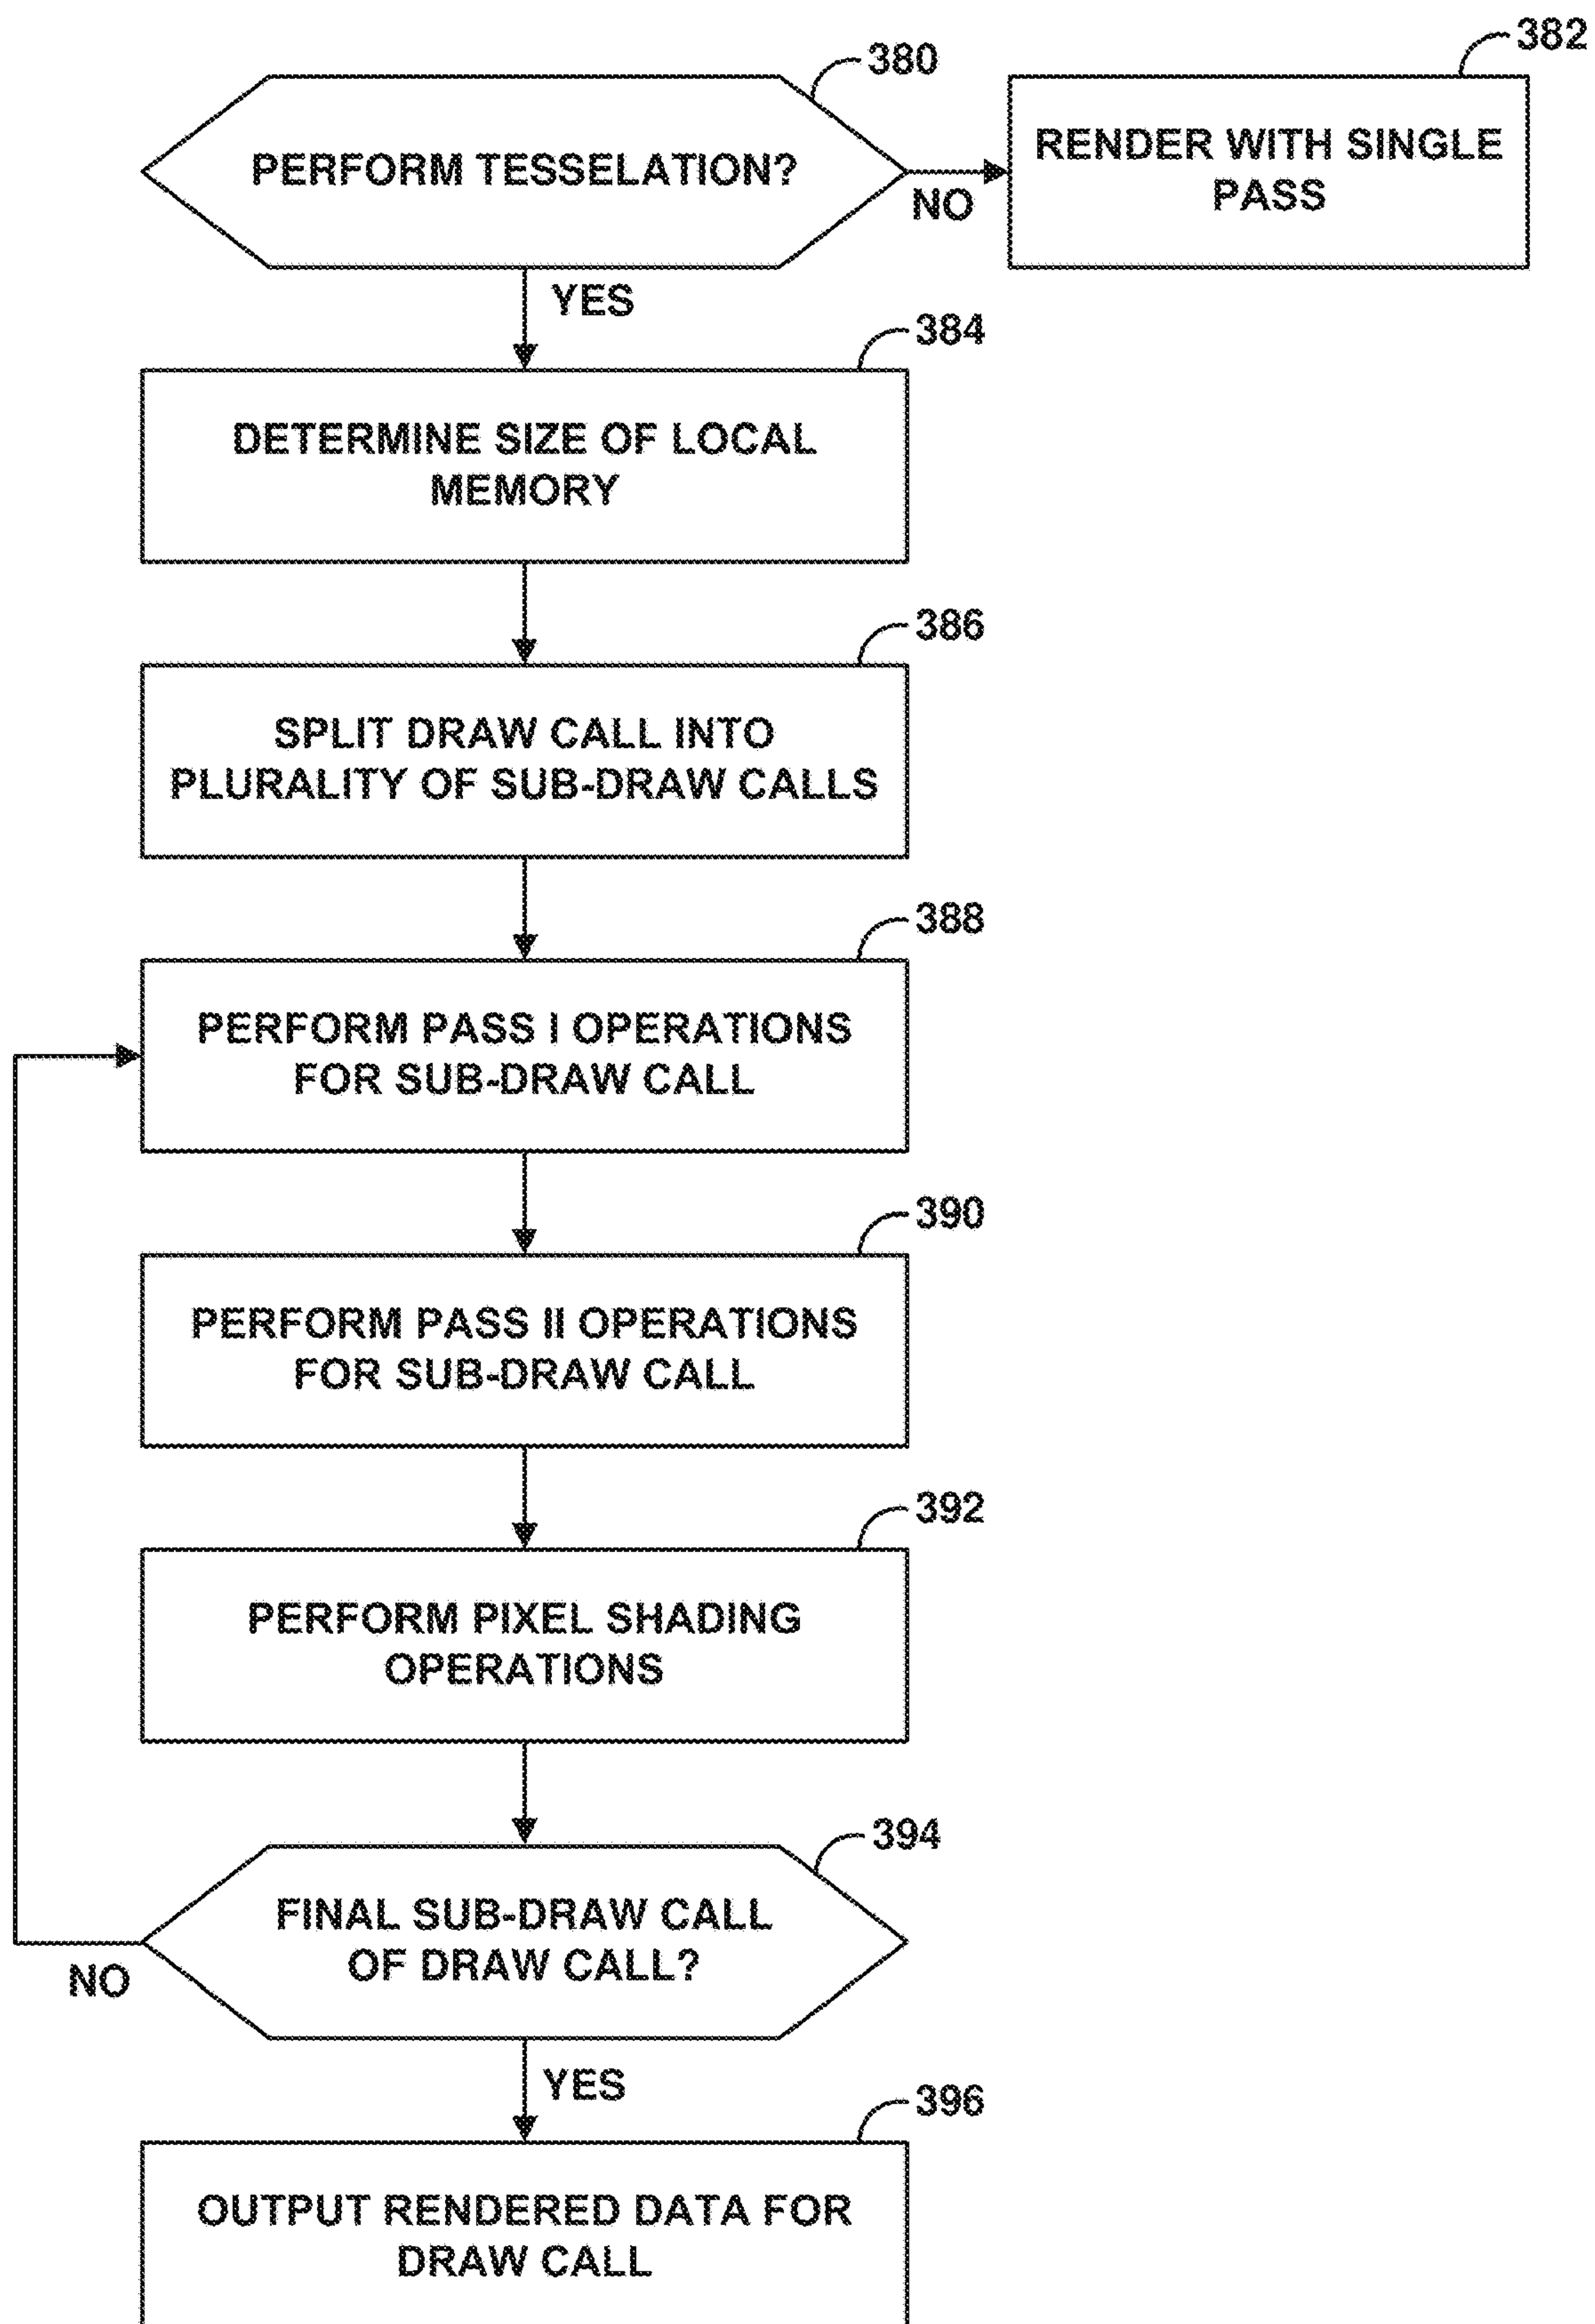 382
380
RENDER WITH SINGLE
PASS
PERFORM TESSELATION?
NO
YES
384
DETERMINE SIZE OF LOCAL
MEMORY
386
SPLIT DRAW CALL INTO
PLURALITY OF SUB-DRAW CALLS
388
PERFORM PASS I OPERATIONS
FOR SUB-DRAW CALL
390
PERFORM PASS II OPERATIONS
FOR SUB-DRAW CALL
392
PERFORM PIXEL SHADING
OPERATIONS
394
FINAL SUB-DRAW CALL
OF DRAW CALL?
NO
YES
396
OUTPUT RENDERED DATA FOR
DRAW CALL